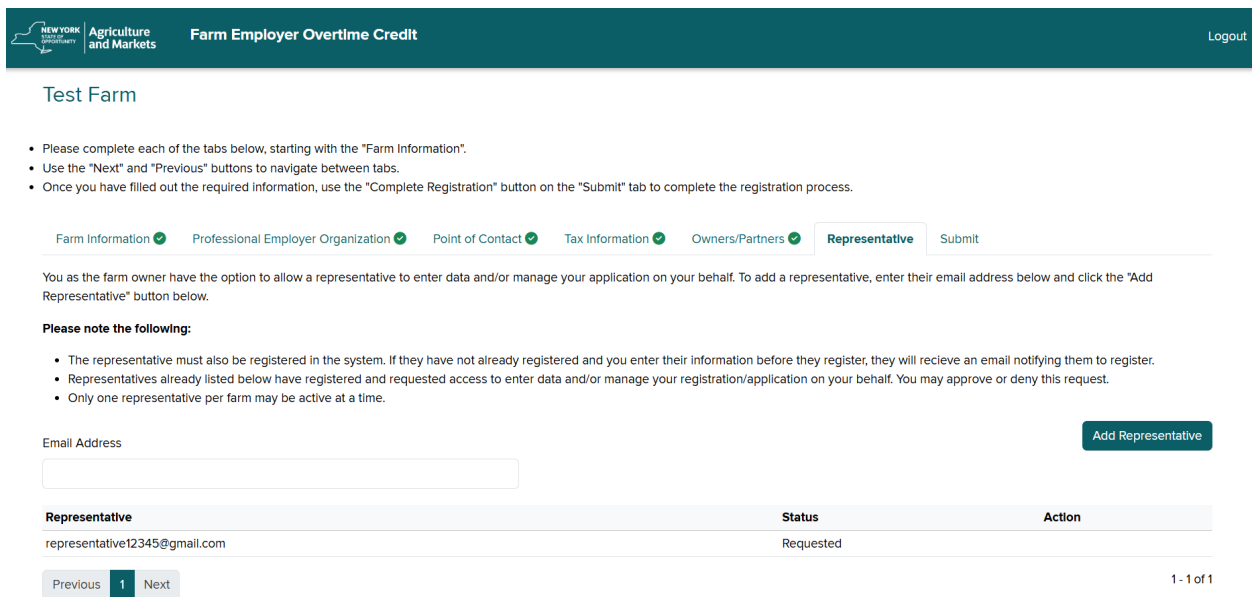 NEW YORK
STATE OF
OPPORTUNITY
Agriculture
and Markets
Farm Employer Overtime Credit
Logout
Test Farm
Please complete each of the tabs below, starting with the "Farm Information".
Use the "Next" and "Previous" buttons to navigate between tabs.
Once you have filled out the required information, use the "Complete Registration" button on the "Submit" tab to complete the registration process.
Farm Information Professional Employer Organization Point of Contact Tax Information Owners/Partners Representative Submit
You as the farm owner have the option to allow a representative to enter data and/or manage your application on your behalf. To add a representative, enter their email address below and click the "Add
Representative" button below.
Please note the following:
The representative must also be registered in the system. If they have not already registered and you enter their information before they register, they will recieve an email notifying them to register.
Representatives already listed below have registered and requested access to enter data and/or manage your registration/application on your behalf. You may approve or deny this request.
Only one representative per farm may be active at a time.
Add Representative
Email Address
Representative Status Action
representative12345@gmail.com Requested
Previous 1 Next 1 - 1 of 1